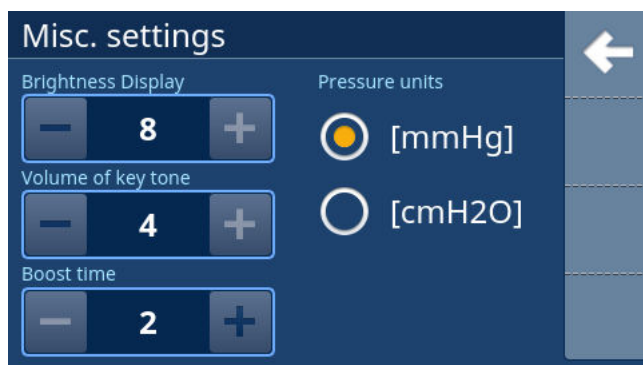 Misc. settings
Brightness Display
8
Volume of key tone
4
Boost time
2
Pressure units
[mmHg]
[cmH2O]